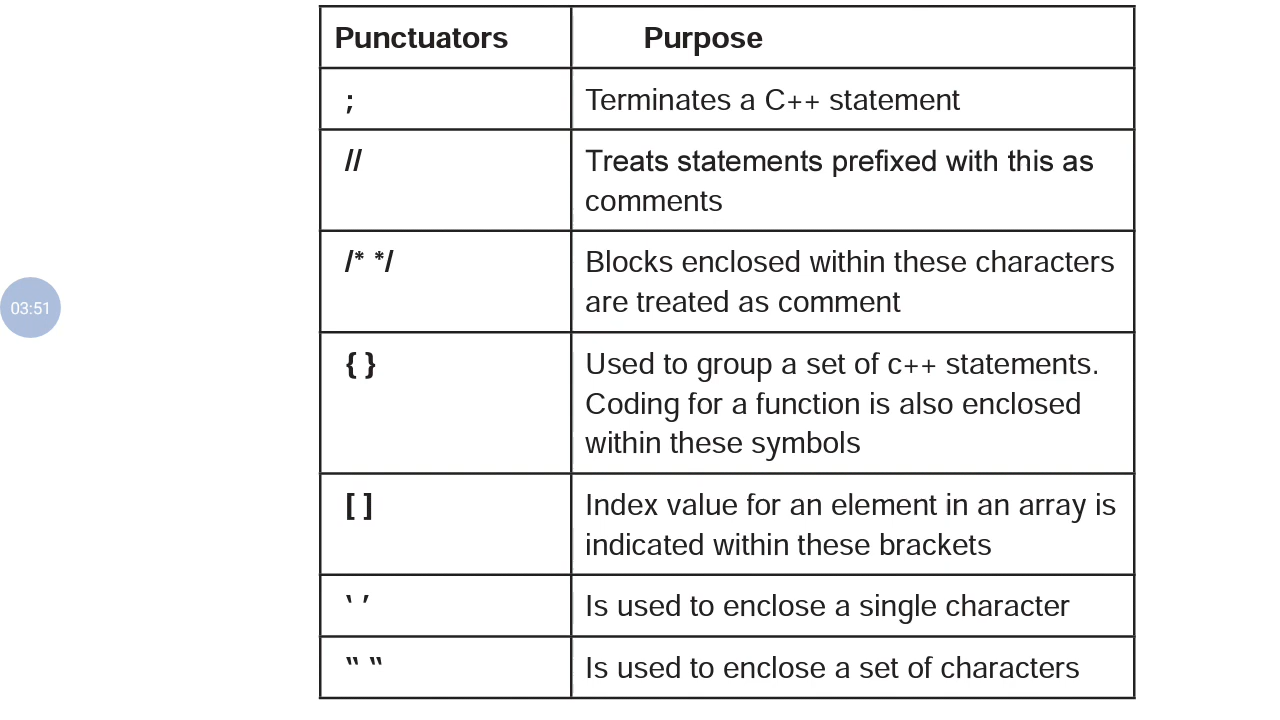 Punctuators Purpose
; Terminates a C++ statement
// Treats statements prefixed with this as
comments
/* */ Blocks enclosed within these characters
are treated as comment
{ } Used to group a set of c++ statements.
Coding for a function is also enclosed
within these symbols
[ ] Index value for an element in an array is
indicated within these brackets
‛ ′ Is used to enclose a single character
‟ ‟ Is used to enclose a set of characters
03:51